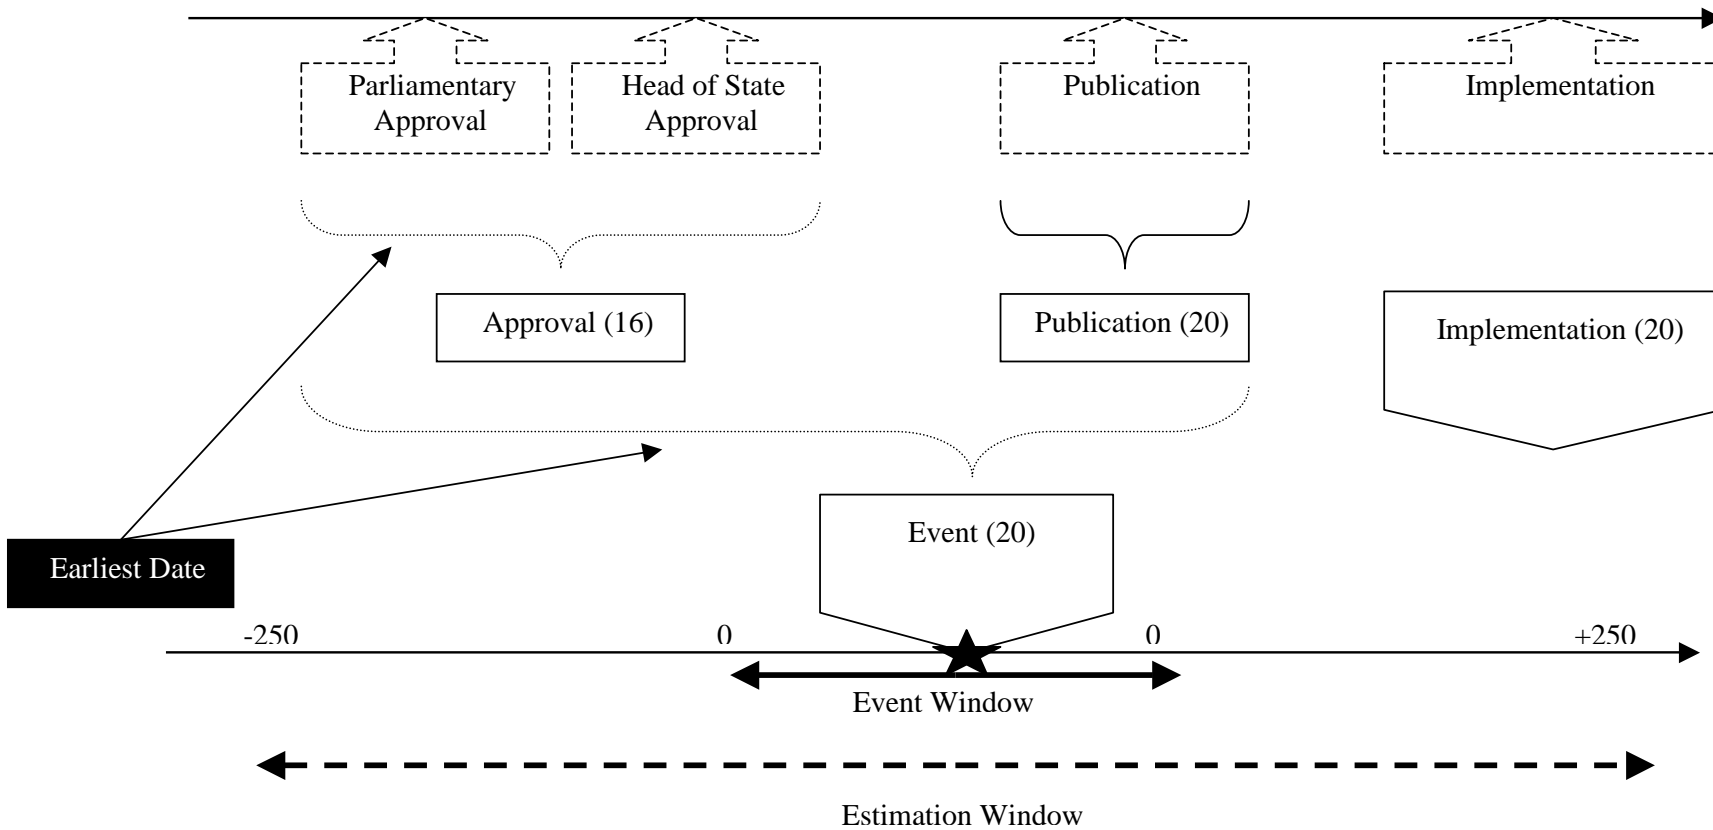 Parliamentary
Approval
Head of State
Approval
Publication
Implementation
Approval (16)
Publication (20)
Implementation (20)
Event (20)
Earliest Date
-250
0
0
+250
Event Window
Estimation Window